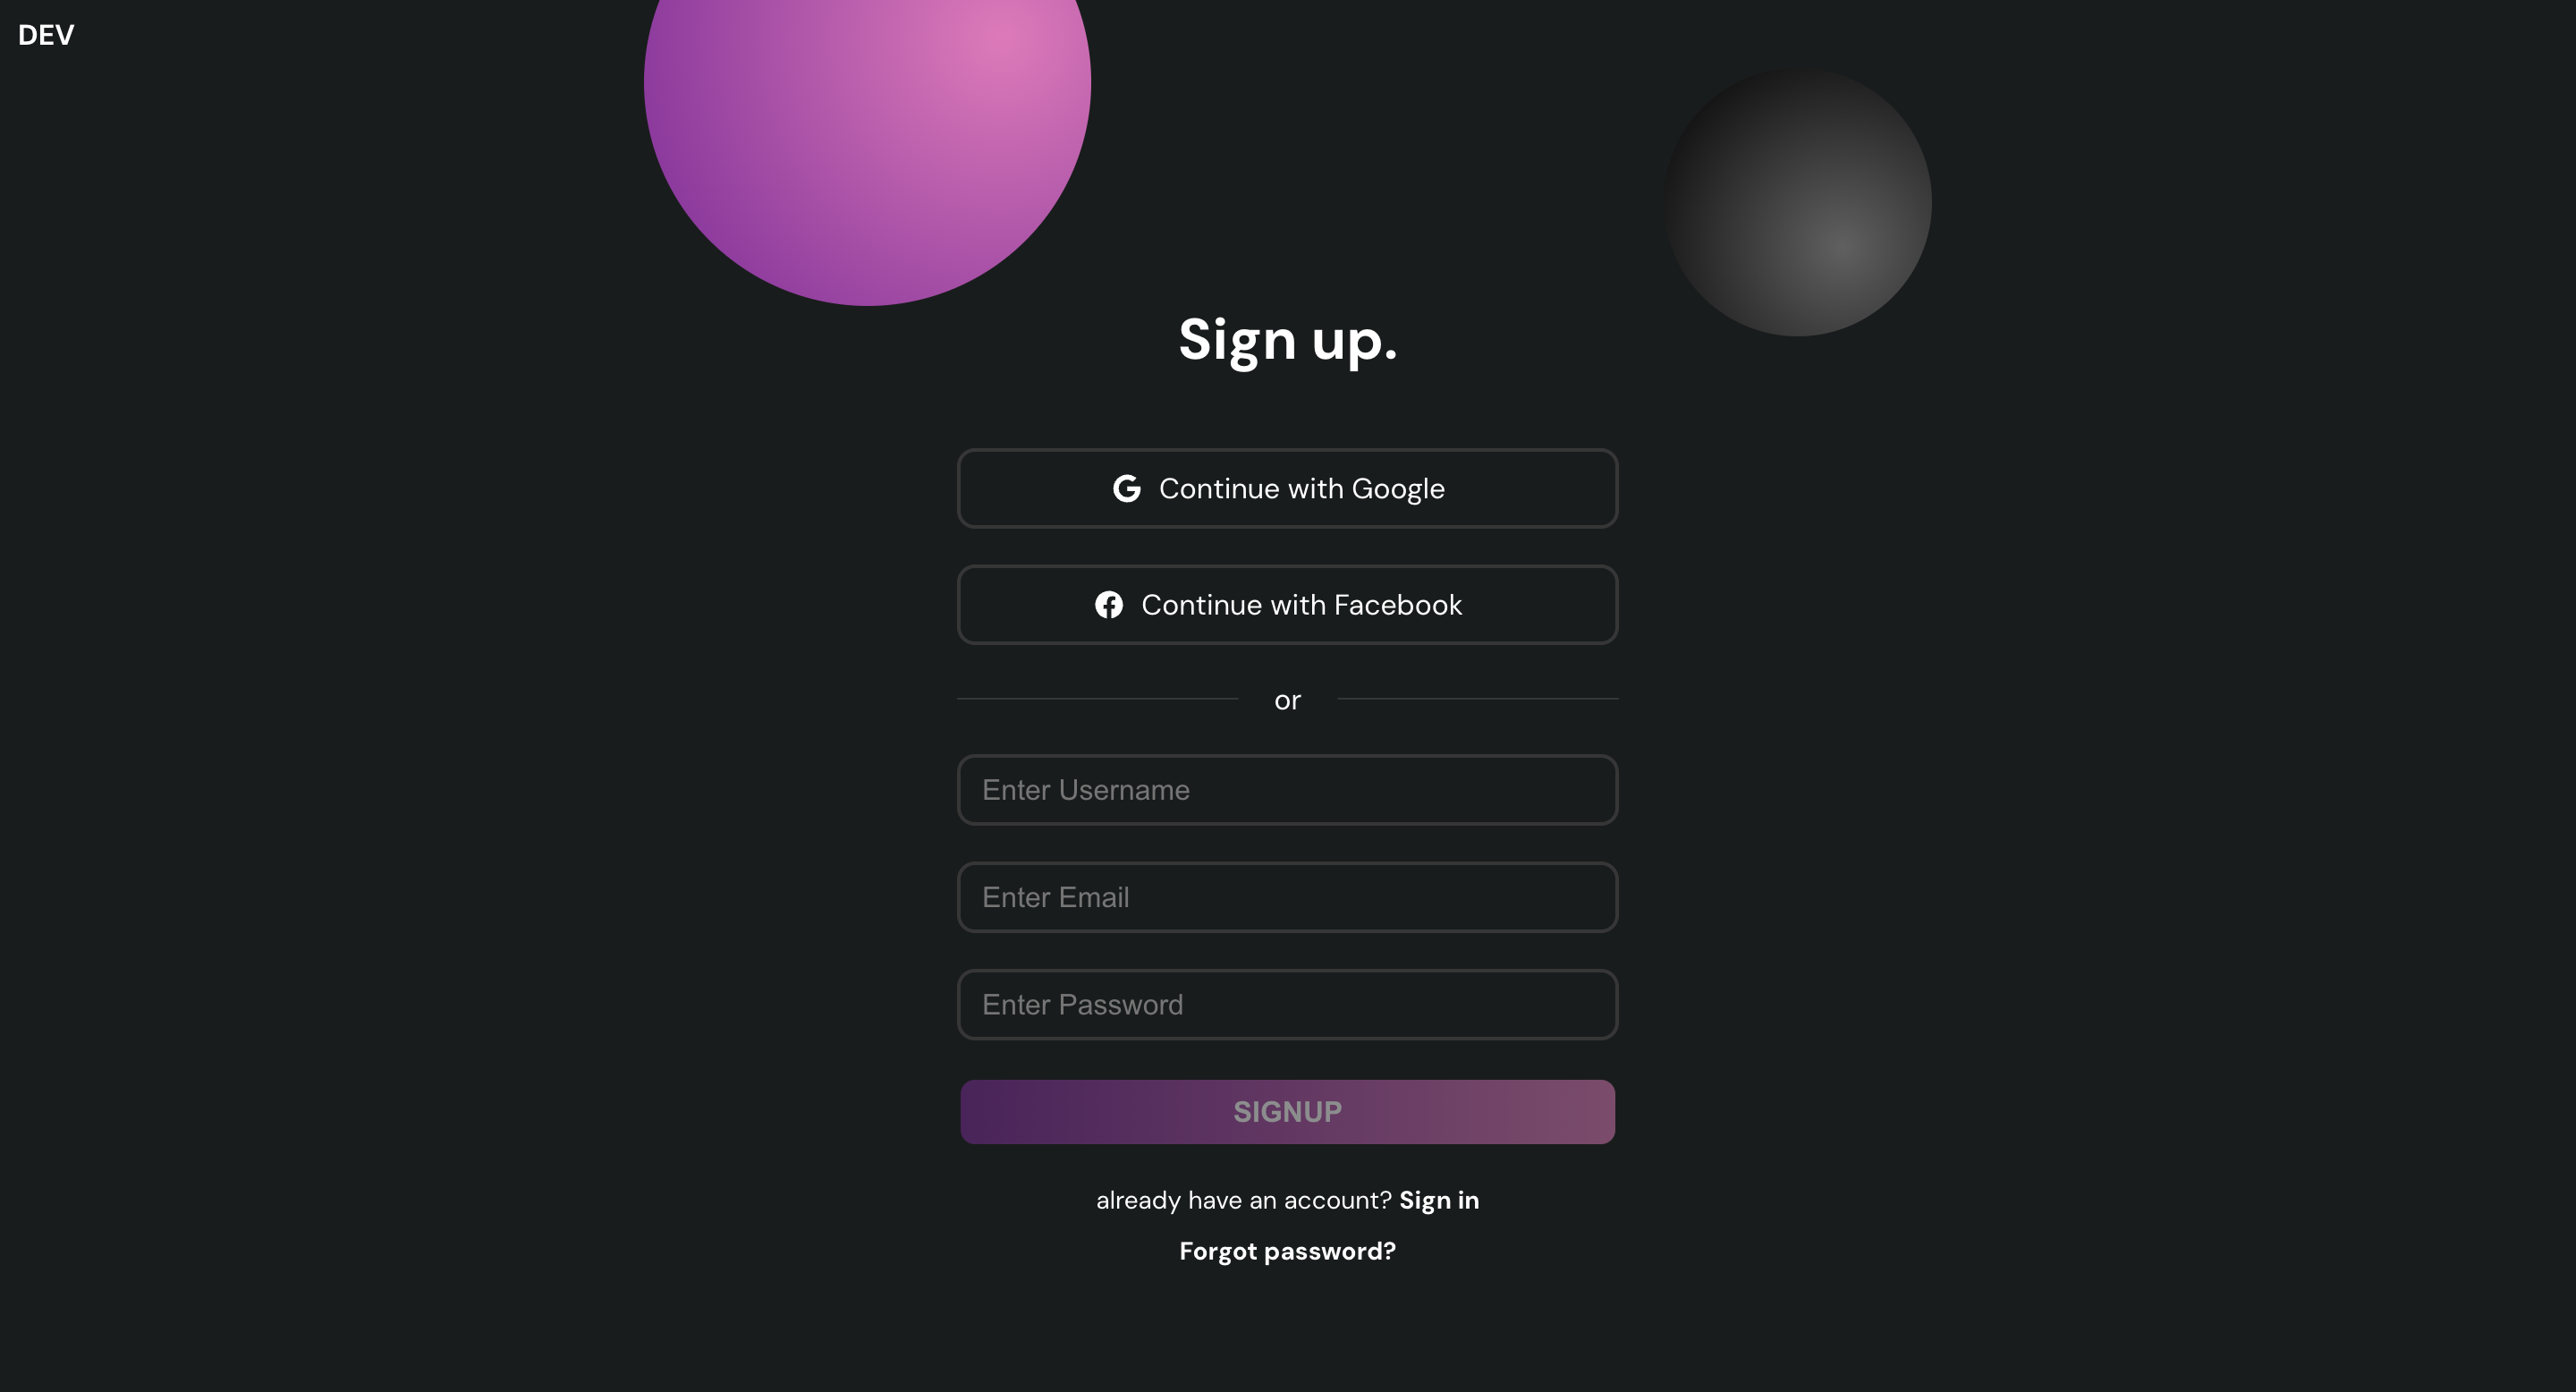 DEV
Sign up.
Continue with Google
Continue with Facebook
or
Enter Username
Enter Email
Enter Password
SIGNUP
already have an account? Sign in
Forgot password?